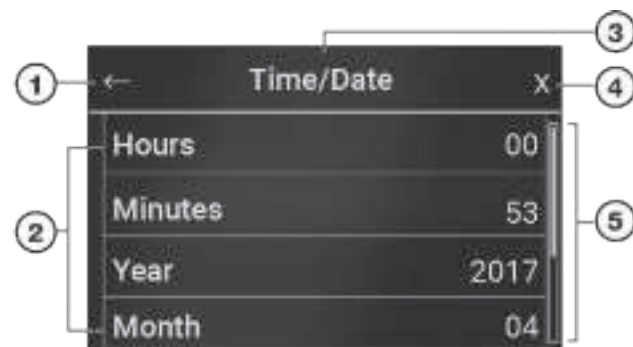 3
1 ← Time/Date X 4
Hours 00
Minutes 53
2 5
Year 2017
Month 04